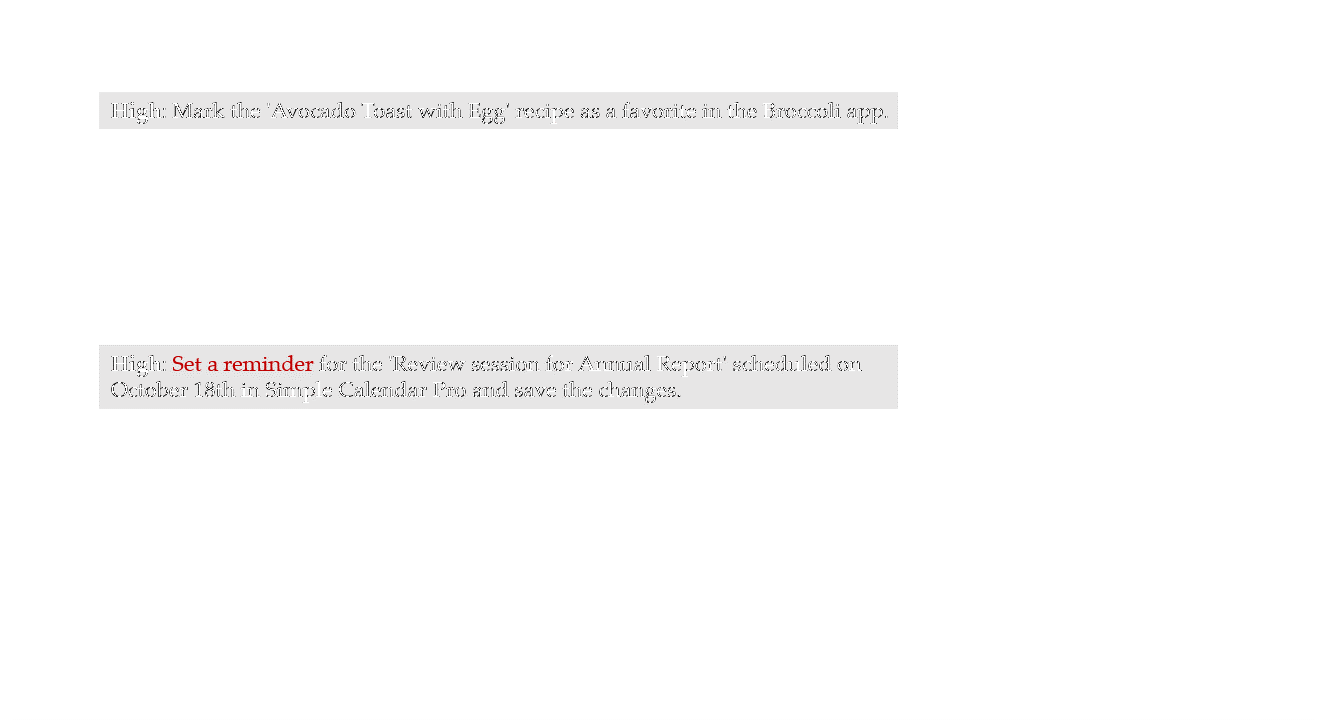 High: Mark the 'Avocado Toast with Egg' recipe as a favorite in the Broccoli app.
High: Set a reminder for the 'Review session for Annual Report' scheduled on
October 18th in Simple Calendar Pro and save the changes.